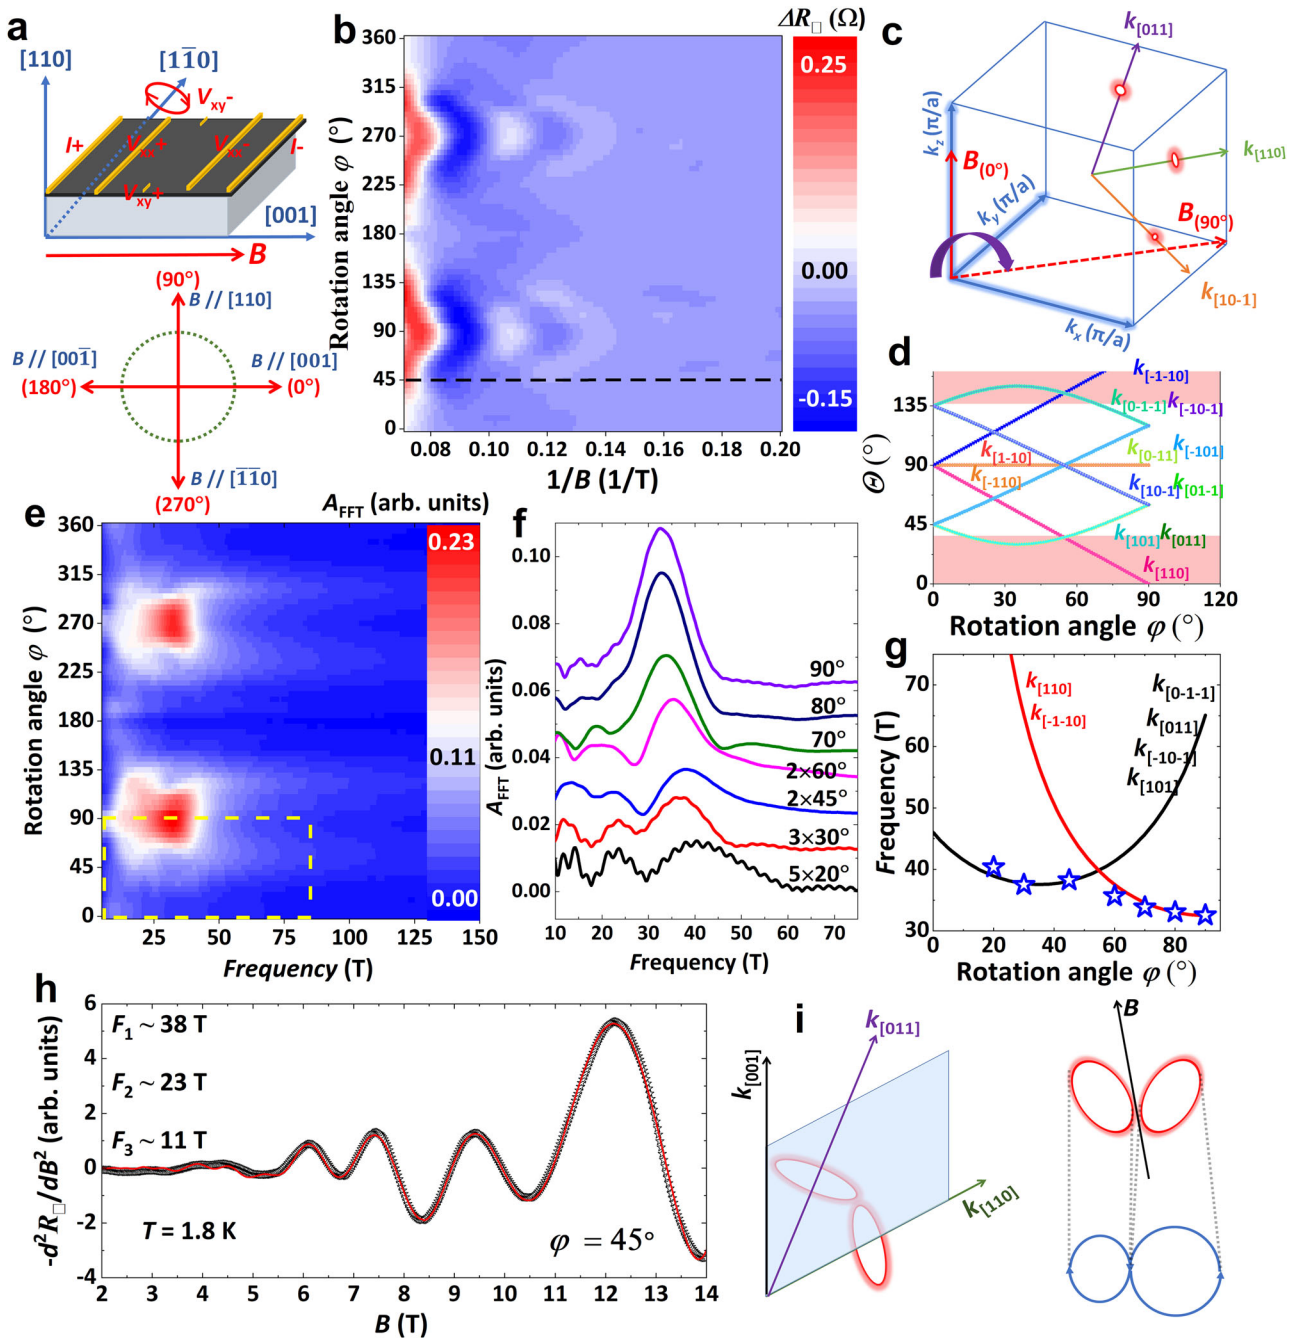 a
[110]
[11̄0]
Vxy-
I+
Vxx+
Vxx-
I-
Vxy+
[001]
B
(90°)
B // [110]
B // [001̄]
B // [001]
(180°)
(0°)
B // [1̄1̄0]
(270°)
b
ΔR□ (Ω)
360
315
270
225
180
135
90
45
0
Rotation angle φ (°)
0.08
0.10
0.12
0.14
0.16
0.18
0.20
1/B (1/T)
0.25
0.00
-0.15
c
k[011]
kz(π/a)
B(0°)
k[110]
ky(π/a)
B(90°)
k[10-1]
kx(π/a)
d
135
90
45
0
Θ (°)
k[-1-10]
k[0-1-1]
k[-10-1]
k[1-10]
k[0-11]
k[-101]
k[-110]
k[10-1]
k[01-1]
k[101]
k[011]
k[110]
0
30
60
90
120
Rotation angle φ (°)
e
AFFT (arb. units)
360
315
270
225
180
135
90
45
0
Rotation angle φ (°)
0.23
0.11
0.00
25
50
75
100
125
150
Frequency (T)
f
0.10
0.08
0.06
0.04
0.02
0.00
AFFT (arb. units)
90°
80°
70°
2×60°
2×45°
3×30°
5×20°
10
20
30
40
50
60
70
Frequency (T)
g
70
60
50
40
30
Frequency (T)
k[110]
k[-1-10]
k[0-1-1]
k[011]
k[-10-1]
k[101]
0
20
40
60
80
Rotation angle φ (°)
h
6
4
2
0
-2
-4
-d²R□/dB² (arb. units)
F1 ~ 38 T
F2 ~ 23 T
F3 ~ 11 T
T = 1.8 K
φ = 45°
2
3
4
5
6
7
8
9
10
11
12
13
14
B (T)
i
k[011]
k[001]
k[110]
B